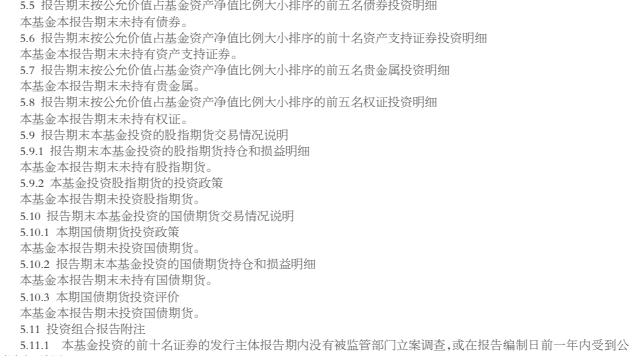 5.5 报告期末按公允价值占基金资产净值比例大小排序的前五名债券投资明细
本基金本报告期末未持有债券。
5.6 报告期末按公允价值占基金资产净值比例大小排序的前十名资产支持证券投资明细
本基金本报告期末未持有资产支持证券。
5.7 报告期末按公允价值占基金资产净值比例大小排序的前五名贵金属投资明细
本基金本报告期末未持有贵金属。
5.8 报告期末按公允价值占基金资产净值比例大小排序的前五名权证投资明细
本基金本报告期末未持有权证。
5.9 报告期末本基金投资的股指期货交易情况说明
5.9.1 报告期末本基金投资的股指期货持仓和损益明细
本基金本报告期末未持有股指期货。
5.9.2 本基金投资股指期货的投资政策
本基金本报告期未投资股指期货。
5.10 报告期末本基金投资的国债期货交易情况说明
5.10.1 本期国债期货投资政策
本基金本报告期未投资国债期货。
5.10.2 报告期末本基金投资的国债期货持仓和损益明细
本基金本报告期末未持有国债期货。
5.10.3 本期国债期货投资评价
本基金本报告期未投资国债期货。
5.11 投资组合报告附注
5.11.1 本基金投资的前十名证券的发行主体报告期内没有被监管部门立案调查,或在报告编制日前一年内受到公